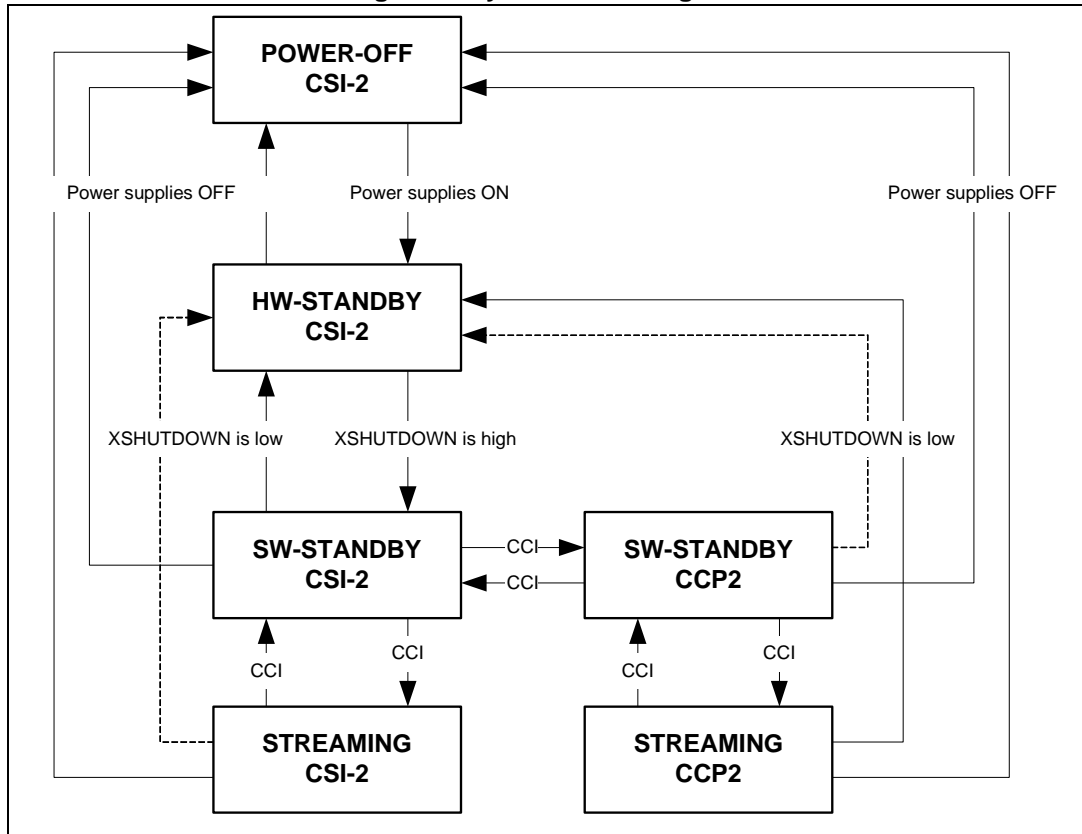 POWER-OFF
CSI-2
Power supplies OFF
Power supplies ON
Power supplies OFF
HW-STANDBY
CSI-2
XSHUTDOWN is low
XSHUTDOWN is high
XSHUTDOWN is low
SW-STANDBY
CSI-2
CCI
CCI
SW-STANDBY
CCP2
CCI
CCI
CCI
CCI
STREAMING
CSI-2
STREAMING
CCP2